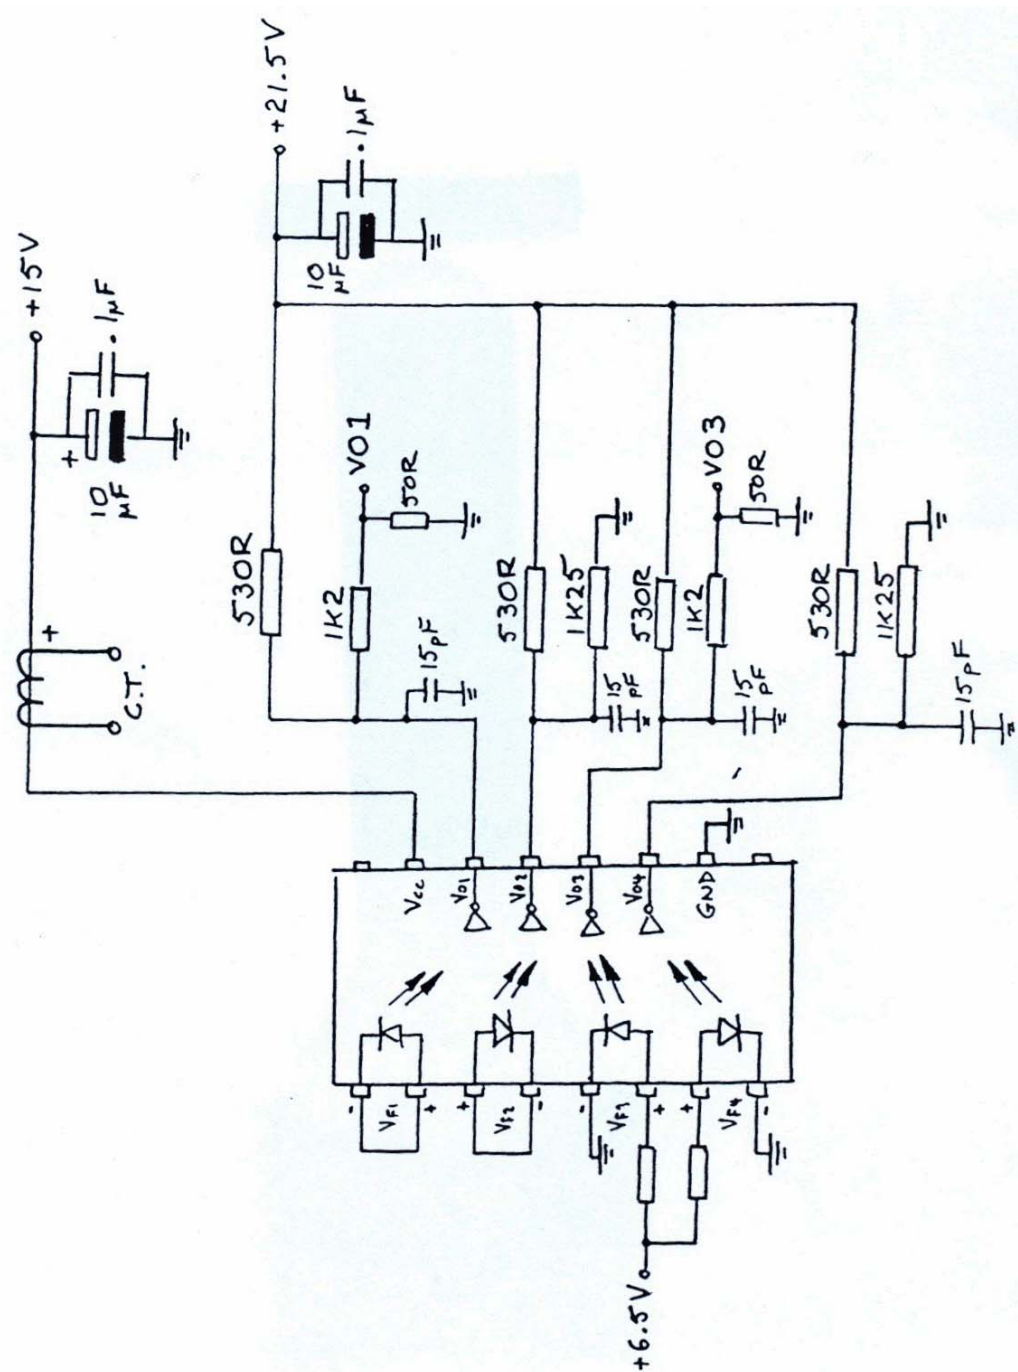 +15V
.1μF
+
10
μF
+
C.T.
+21.5V
.1μF
10
μF
530R
VO1
50R
1K2
15pF
530R
1K25
15
pF
530R
VO3
50R
1K2
15
pF
530R
1K25
15pF
Vcc
VO1
VO2
VO3
VO4
GND
-
VF1
+
+
VF2
-
-
VF3
+
+
VF4
-
+6.5V